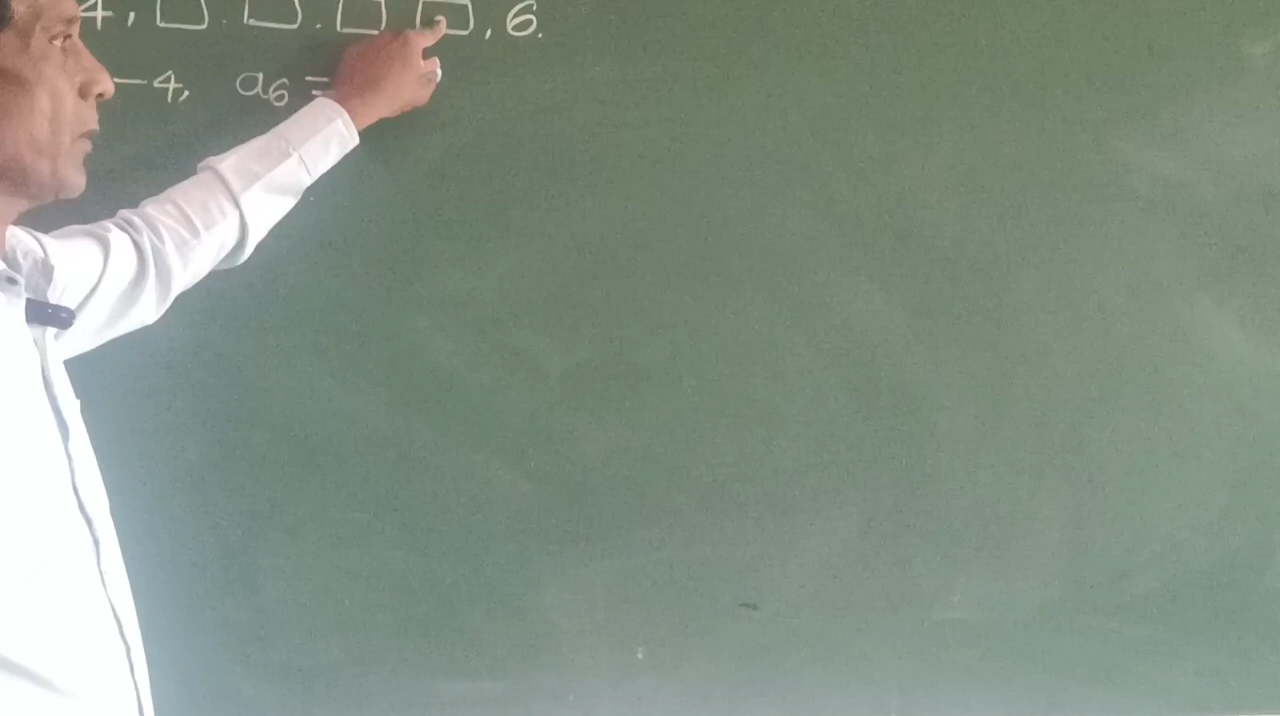 4, □ . □ . □ □ , 6.
-4, a₆ =